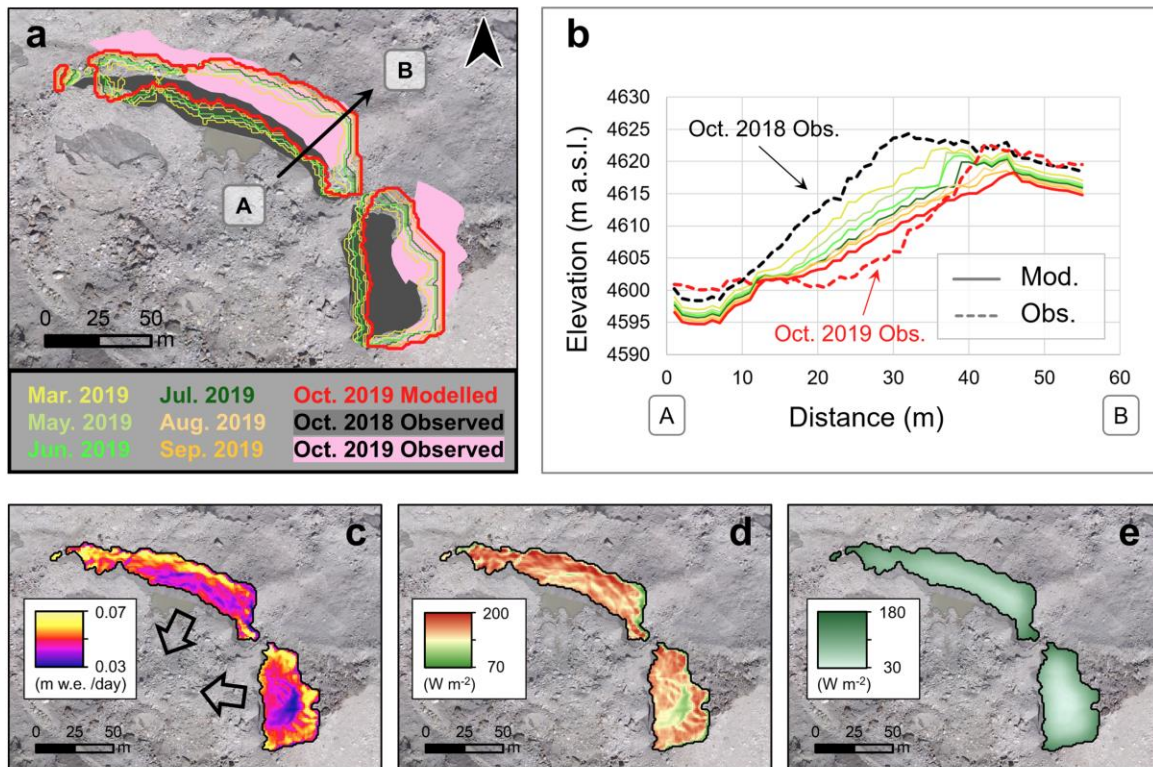 a
B
A
0 25 50
m
Mar. 2019 Jul. 2019 Oct. 2019 Modelled
May. 2019 Aug. 2019 Oct. 2018 Observed
Jun. 2019 Sep. 2019 Oct. 2019 Observed
b
Elevation (m a.s.l.)
4630
4625
4620
4615
4610
4605
4600
4595
4590
Oct. 2018 Obs.
Oct. 2019 Obs.
Mod.
Obs.
0 10 20 30 40 50 60
A Distance (m) B
c
0.07
0.03
(m w.e. /day)
0 25 50
m
d
200
70
(W m-2)
0 25 50
m
e
180
30
(W m-2)
0 25 50
m